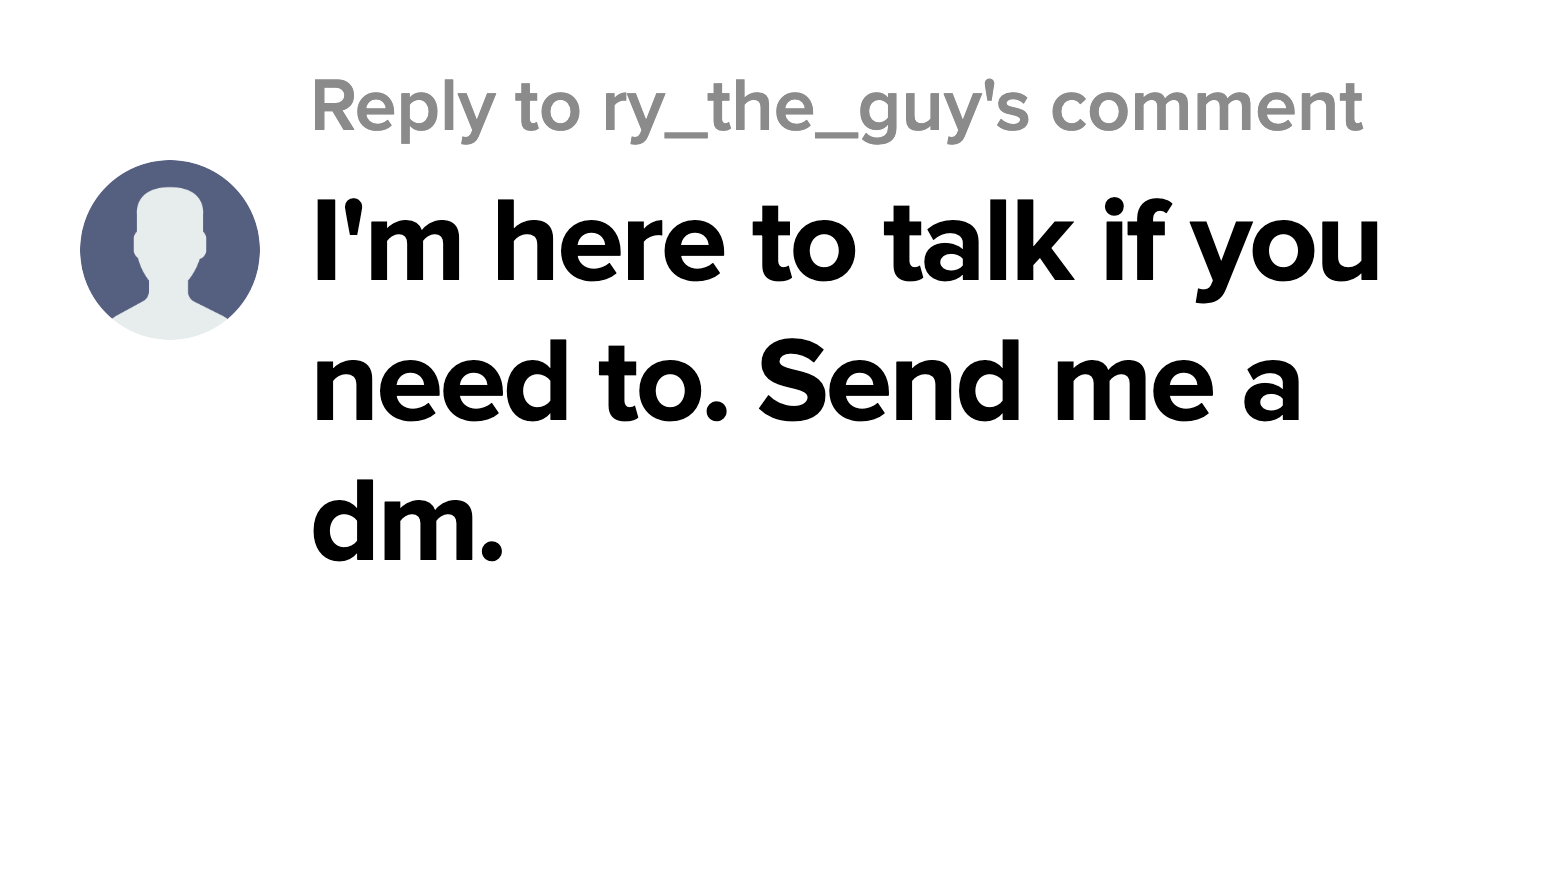 Reply to ry_the_guy's comment
I'm here to talk if you
need to. Send me a
dm.